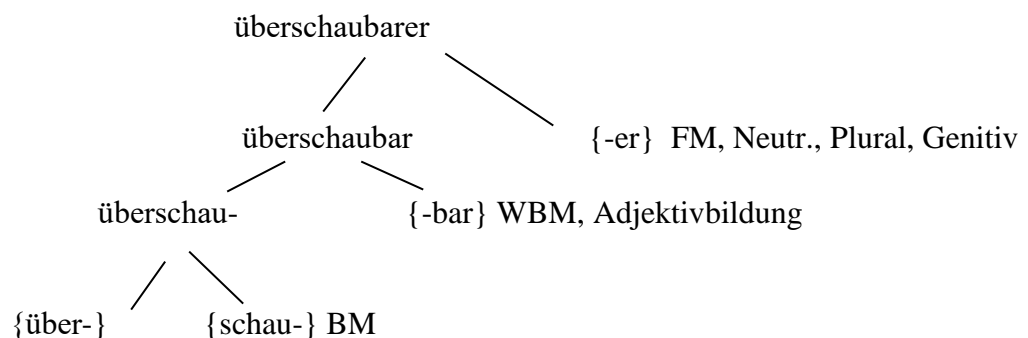 überschaubarer
überschaubar {-er} FM, Neutr., Plural, Genitiv
überschau- {-bar} WBM, Adjektivbildung
{über-} {schau-} BM